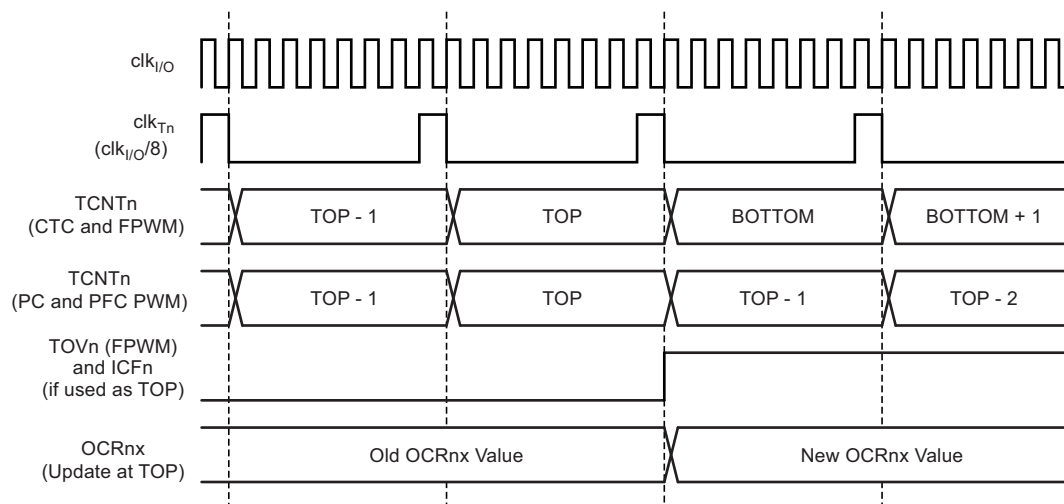 clkI/O
clkTn
(clkI/O/8)
TCNTn
(CTC and FPWM)
TOP - 1
TOP
BOTTOM
BOTTOM + 1
TCNTn
(PC and PFC PWM)
TOP - 1
TOP
TOP - 1
TOP - 2
TOVn (FPWM)
and ICFn
(if used as TOP)
OCRnx
(Update at TOP)
Old OCRnx Value
New OCRnx Value